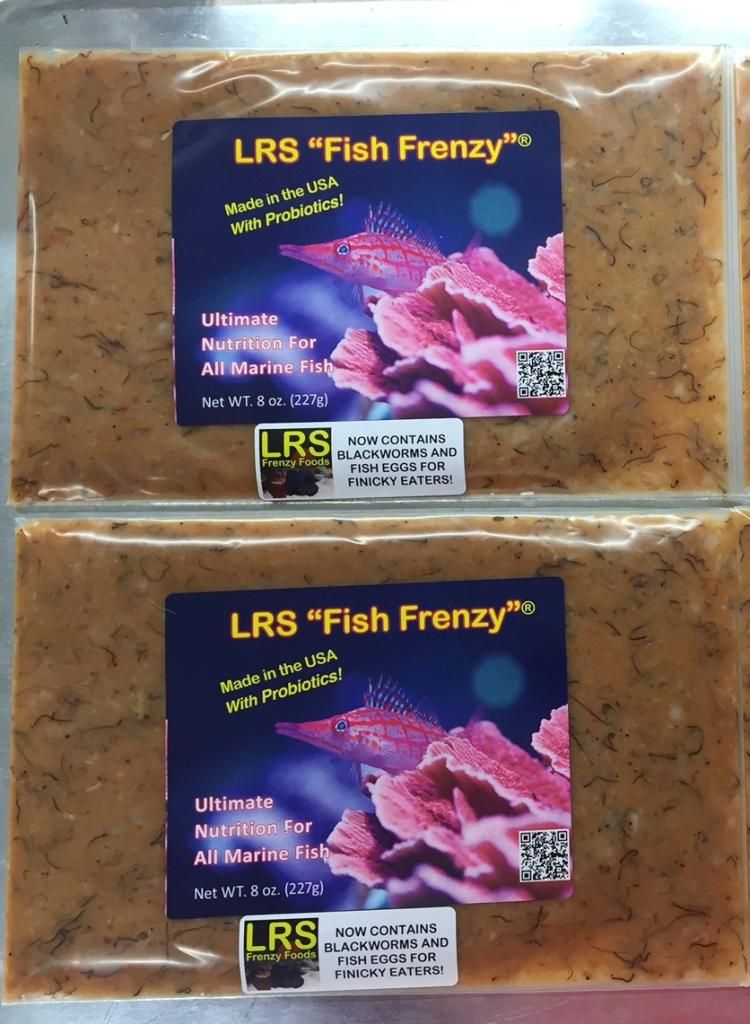 LRS “Fish Frenzy”®
Made in the USA
With Probiotics!
Ultimate
Nutrition For
All Marine Fish
Net WT. 8 oz. (227g)
LRS
Frenzy Foods
NOW CONTAINS
BLACKWORMS AND
FISH EGGS FOR
FINICKY EATERS!
LRS “Fish Frenzy”®
Made in the USA
With Probiotics!
Ultimate
Nutrition For
All Marine Fish
Net WT. 8 oz. (227g)
LRS
Frenzy Foods
NOW CONTAINS
BLACKWORMS AND
FISH EGGS FOR
FINICKY EATERS!